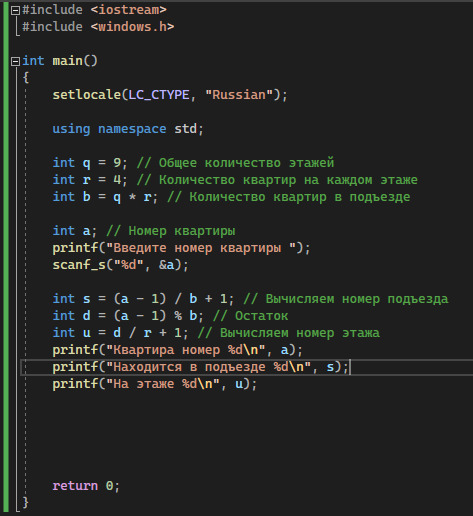 #include <iostream>
#include <windows.h>
int main()
{
setlocale(LC_CTYPE, "Russian");
using namespace std;
int q = 9; // Общее количество этажей
int r = 4; // Количество квартир на каждом этаже
int b = q * r; // Количество квартир в подъезде
int a; // Номер квартиры
printf("Введите номер квартиры ");
scanf_s("%d", &a);
int s = (a - 1) / b + 1; // Вычисляем номер подъезда
int d = (a - 1) % b; // Остаток
int u = d / r + 1; // Вычисляем номер этажа
printf("Квартира номер %d\n", a);
printf("Находится в подъезде %d\n", s);
printf("На этаже %d\n", u);
return 0;
}